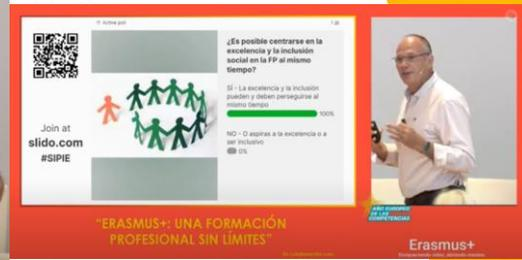 Active poll
Join at
slido.com
#SIPIE
¿Es posible centrarse en la
excelencia y la inclusión
social en la FP al mismo
tiempo?
SÍ - La excelencia y la inclusión
pueden y deben perseguirse al
mismo tiempo
100%
NO - O aspiras a la excelencia o a
ser inclusivo
0%
"ERASMUS+: UNA FORMACIÓN
PROFESIONAL SIN LÍMITES"
AÑO EUROPEO
DE LAS
COMPETENCIAS
Erasmus+